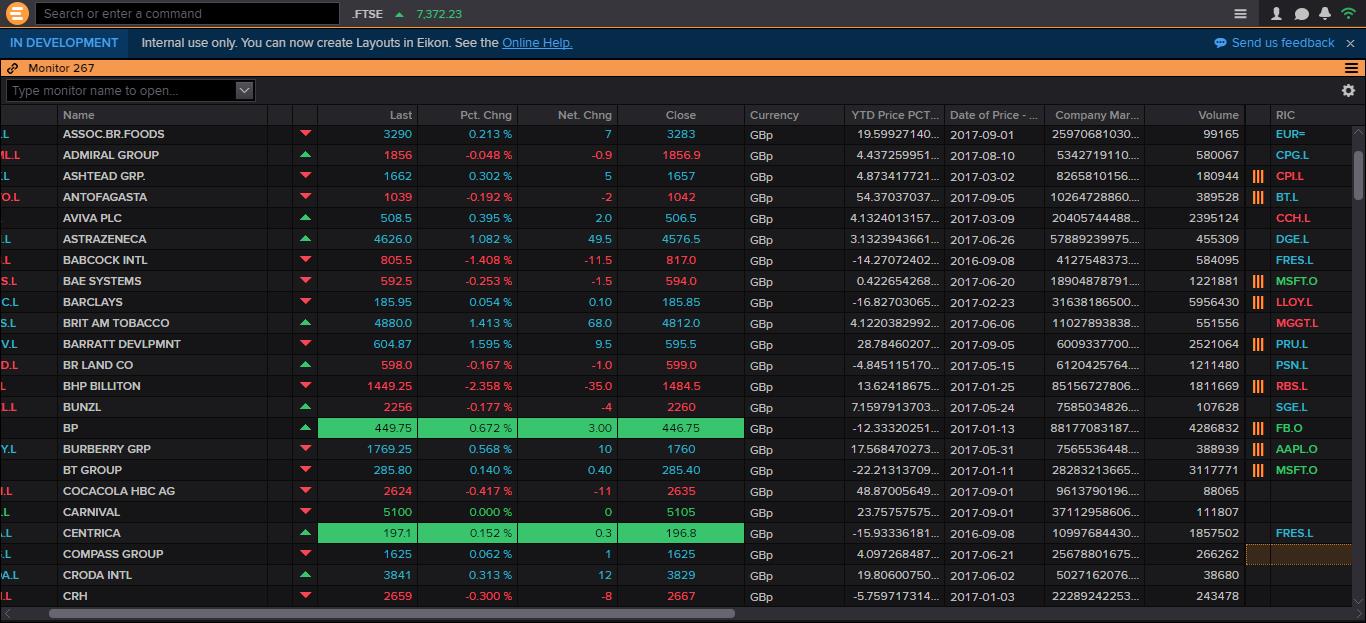 Search or enter a command .FTSE 7,372.23
IN DEVELOPMENT Internal use only. You can now create Layouts in Eikon. See the Online Help. Send us feedback
Monitor 267
Type monitor name to open...
Name Last Pct. Chng Net. Chng Close Currency YTD Price PCT... Date of Price - ... Company Mar... Volume RIC
.L ASSOC.BR.FOODS 3290 0.213 % 7 3283 GBp 19.59927140... 2017-09-01 25970681030... 99165 EUR=
ML.L ADMIRAL GROUP 1856 -0.048 % -0.9 1856.9 GBp 4.437259951... 2017-08-10 5342719110... 580067 CPG.L
.L ASHTEAD GRP. 1662 0.302 % 5 1657 GBp 4.873417721... 2017-03-02 8265810156... 180944 CPI.L
O.L ANTOFAGASTA 1039 -0.192 % -2 1042 GBp 54.37037037... 2017-09-05 10264728860... 389528 BT.L
AVIVA PLC 508.5 0.395 % 2.0 506.5 GBp 4.1324013157... 2017-03-09 20405744488... 2395124 CCH.L
.L ASTRAZENECA 4626.0 1.082 % 49.5 4576.5 GBp 3.1323943661... 2017-06-26 57889239975... 455309 DGE.L
.L BABCOCK INTL 805.5 -1.408 % -11.5 817.0 GBp -14.27072402... 2016-09-08 4127548373... 584095 FRES.L
S.L BAE SYSTEMS 592.5 -0.253 % -1.5 594.0 GBp 0.422654268... 2017-06-20 18904878791... 1221881 MSFT.O
C.L BARCLAYS 185.95 0.054 % 0.10 185.85 GBp -16.82703065... 2017-02-23 31638186500... 5956430 LLOY.L
S.L BRIT AM TOBACCO 4880.0 1.413 % 68.0 4812.0 GBp 4.1220382992... 2017-06-06 11027893838... 551556 MGGT.L
V.L BARRATT DEVLPMNT 604.87 1.595 % 9.5 595.5 GBp 28.78460207... 2017-09-05 6009337700... 2521064 PRU.L
D.L BR LAND CO 598.0 -0.167 % -1.0 599.0 GBp -4.845115170... 2017-05-15 6120425764... 1211480 PSN.L
L BHP BILLITON 1449.25 -2.358 % -35.0 1484.5 GBp 13.62418675... 2017-01-25 85156727806... 1811669 RBS.L
L.L BUNZL 2256 -0.177 % -4 2260 GBp 7.1597913703... 2017-05-24 7585034826... 107628 SGE.L
BP 449.75 0.672 % 3.00 446.75 GBp -12.33320251... 2017-01-13 88177083187... 4286832 FB.O
Y.L BURBERRY GRP 1769.25 0.568 % 10 1760 GBp 17.568470273... 2017-05-31 7565536448... 388939 AAPL.O
BT GROUP 285.80 0.140 % 0.40 285.40 GBp -22.21313709... 2017-01-11 28283213665... 3117771 MSFT.O
.L COCACOLA HBC AG 2624 -0.417 % -11 2635 GBp 48.87005649... 2017-09-01 9613790196... 88065
.L CARNIVAL 5100 0.000 % 0 5105 GBp 23.75757575... 2017-09-01 37112958606... 111807
.L CENTRICA 197.1 0.152 % 0.3 196.8 GBp -15.93336181... 2016-09-08 10997684430... 1857502 FRES.L
.L COMPASS GROUP 1625 0.062 % 1 1625 GBp 4.097268487... 2017-06-21 25678801675... 266262
A.L CRODA INTL 3841 0.313 % 12 3829 GBp 19.80600750... 2017-06-02 5027162076... 38680
.L CRH 2659 -0.300 % -8 2667 GBp -5.759717314... 2017-01-03 22289242253... 243478